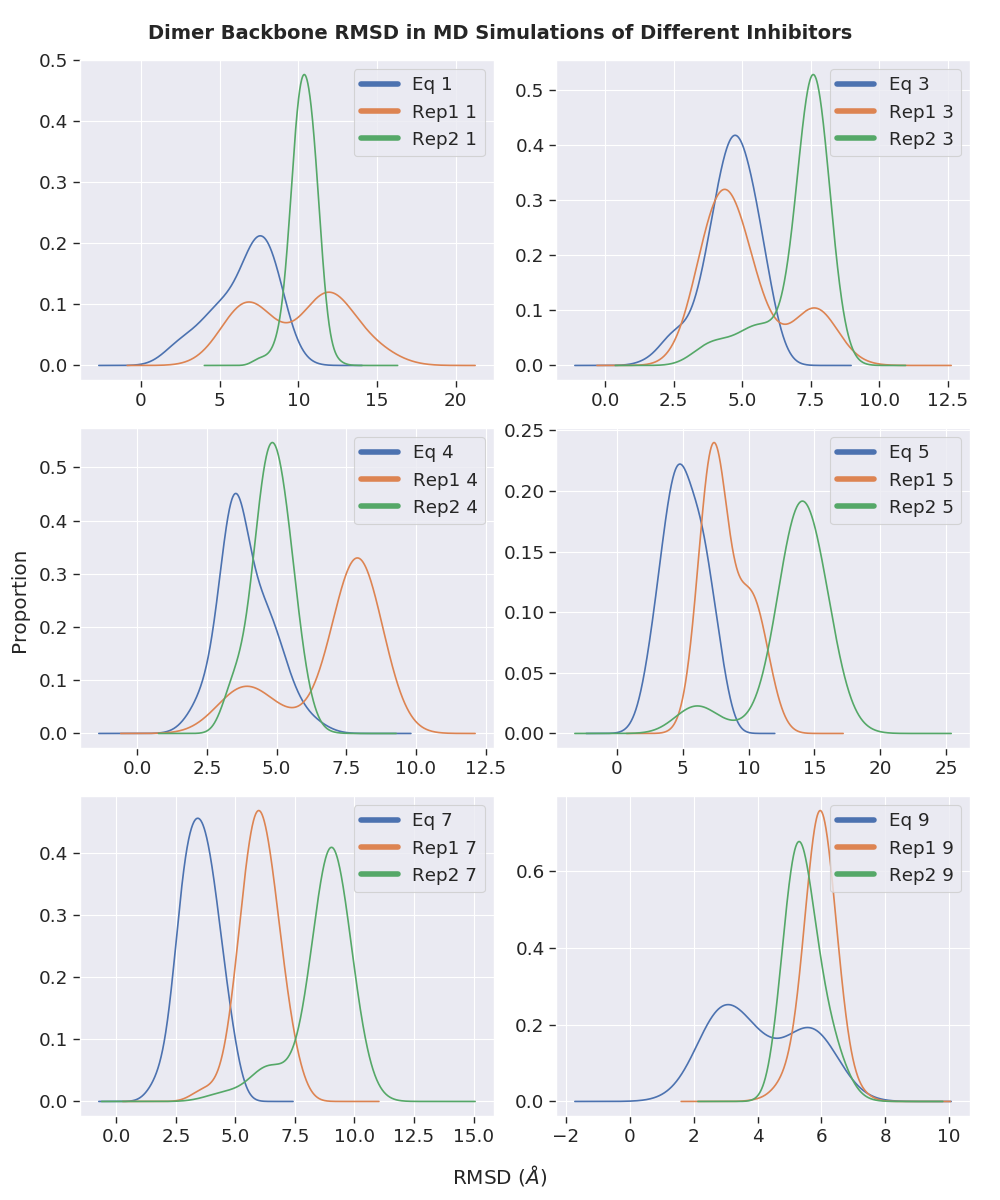 Dimer Backbone RMSD in MD Simulations of Different Inhibitors
0.5
0.4
0.3
0.2
0.1
0.0
0 5 10 15 20
Eq 1
Rep1 1
Rep2 1
0.5
0.4
0.3
0.2
0.1
0.0
0.0 2.5 5.0 7.5 10.0 12.5
Eq 3
Rep1 3
Rep2 3
Proportion
0.5
0.4
0.3
0.2
0.1
0.0
0.0 2.5 5.0 7.5 10.0 12.5
Eq 4
Rep1 4
Rep2 4
0.25
0.20
0.15
0.10
0.05
0.00
0 5 10 15 20 25
Eq 5
Rep1 5
Rep2 5
0.4
0.3
0.2
0.1
0.0
0.0 2.5 5.0 7.5 10.0 12.5 15.0
Eq 7
Rep1 7
Rep2 7
0.6
0.4
0.2
0.0
−2 0 2 4 6 8 10
Eq 9
Rep1 9
Rep2 9
RMSD (Å)